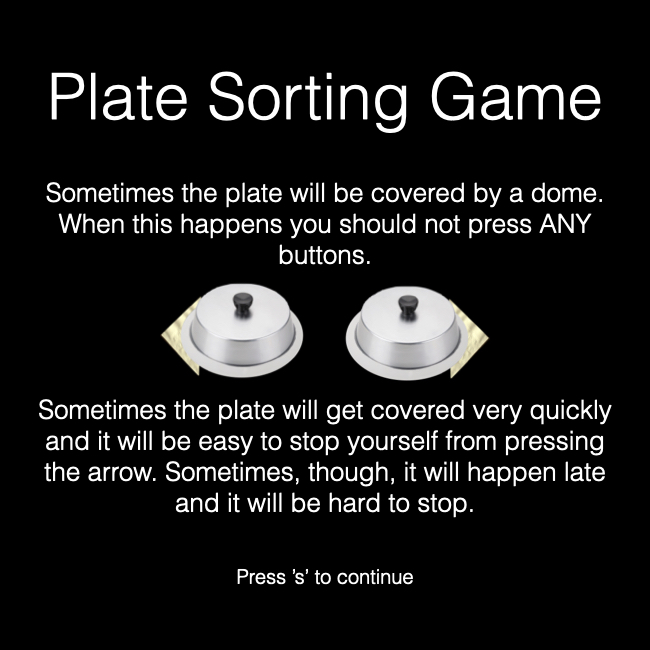 Plate Sorting Game
Sometimes the plate will be covered by a dome.
When this happens you should not press ANY
buttons.
Sometimes the plate will get covered very quickly
and it will be easy to stop yourself from pressing
the arrow. Sometimes, though, it will happen late
and it will be hard to stop.
Press ’s’ to continue